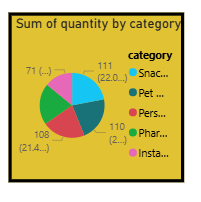 Sum of quantity by category
category
Snac...
Pet ...
Pers...
Phar...
Insta...
111
(22.0...)
110
(2...)
108
(21.4...)
71 (...)